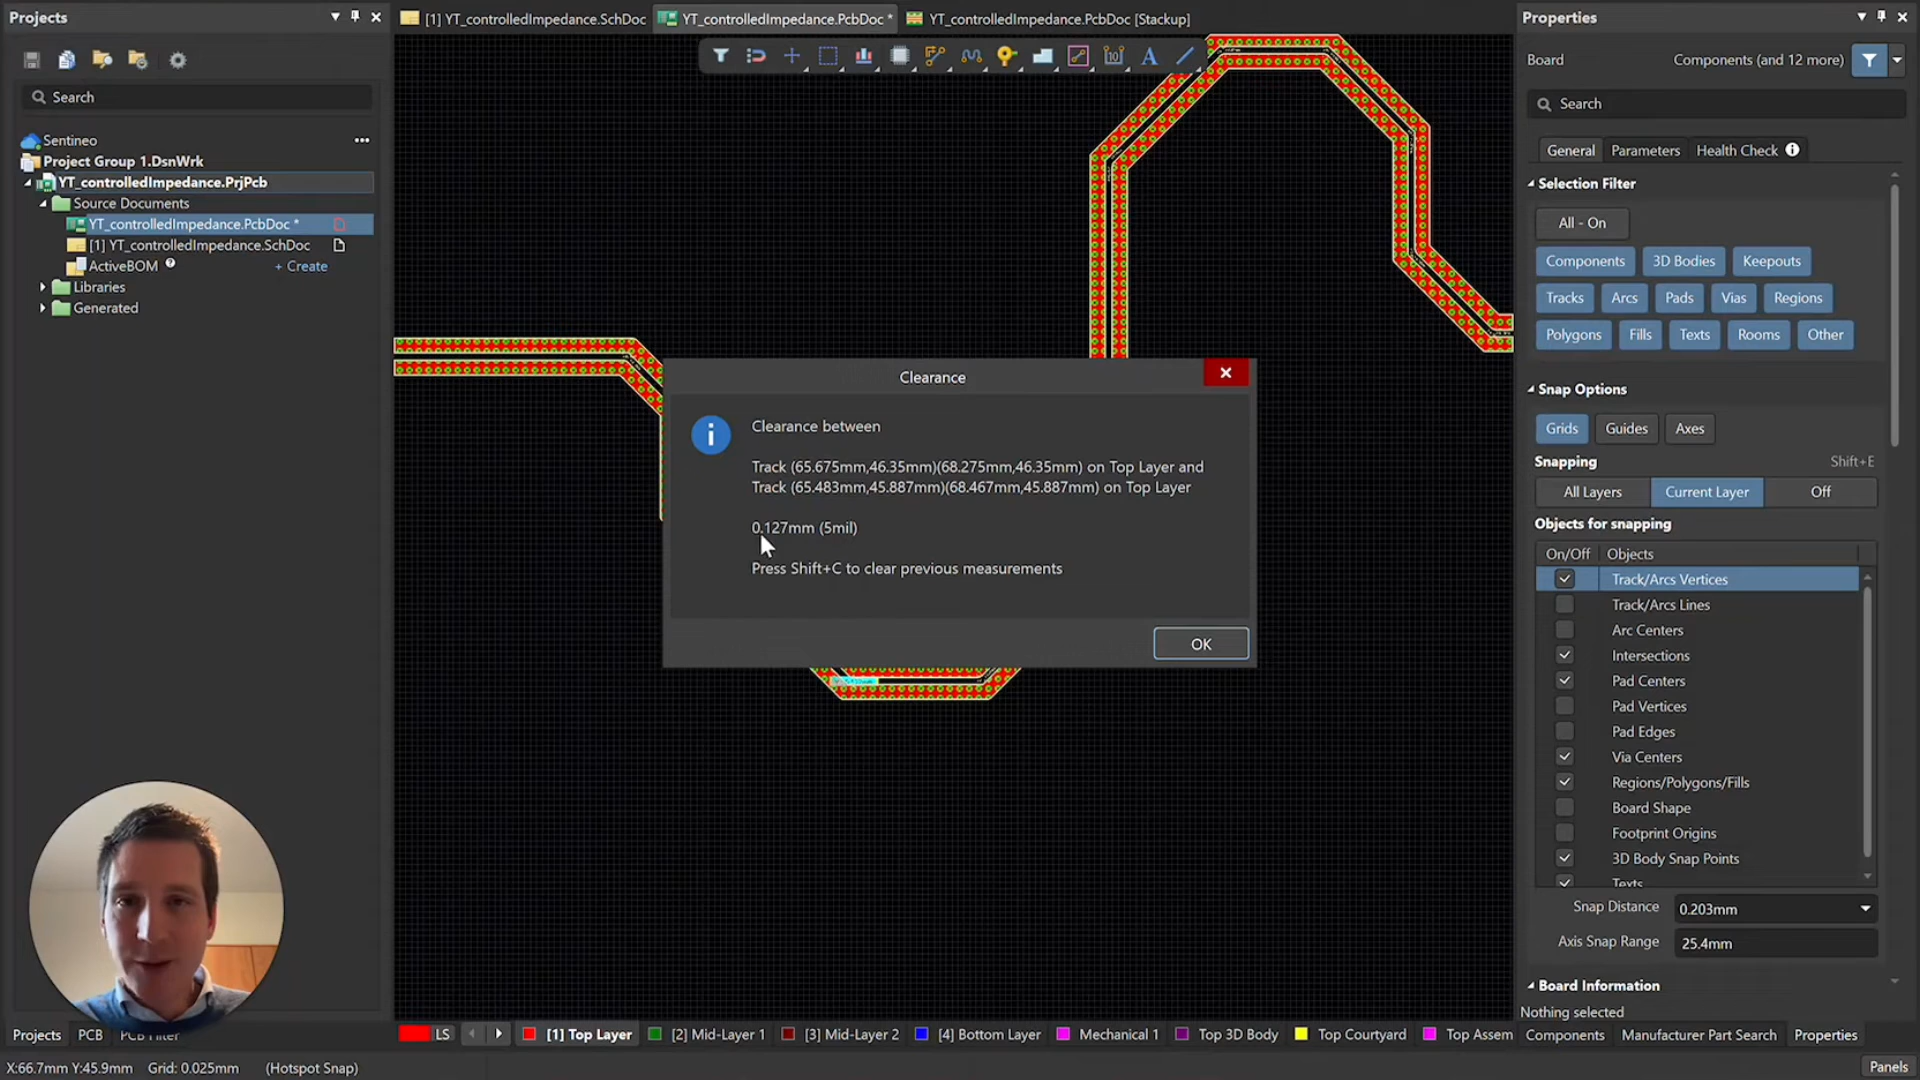 Projects
[1] YT_controlledImpedance.SchDoc
YT_controlledImpedance.PcbDoc *
YT_controlledImpedance.PcbDoc [Stackup]
Properties
Board
Components (and 12 more)
Search
Search
Sentineo
Project Group 1.DsnWrk
YT_controlledImpedance.PrjPcb
Source Documents
YT_controlledImpedance.PcbDoc *
[1] YT_controlledImpedance.SchDoc
ActiveBOM
+ Create
Libraries
Generated
General
Parameters
Health Check
Selection Filter
All - On
Components
3D Bodies
Keepouts
Tracks
Arcs
Pads
Vias
Regions
Polygons
Fills
Texts
Rooms
Other
Snap Options
Grids
Guides
Axes
Snapping
Shift+E
All Layers
Current Layer
Off
Objects for snapping
On/Off
Objects
Track/Arcs Vertices
Track/Arcs Lines
Arc Centers
Intersections
Pad Centers
Pad Vertices
Pad Edges
Via Centers
Regions/Polygons/Fills
Board Shape
Footprint Origins
3D Body Snap Points
Texts
Snap Distance
0.203mm
Axis Snap Range
25.4mm
Board Information
Nothing selected
Clearance
Clearance between
Track (65.675mm,46.35mm)(68.275mm,46.35mm) on Top Layer and
Track (65.483mm,45.887mm)(68.467mm,45.887mm) on Top Layer
0.127mm (5mil)
Press Shift+C to clear previous measurements
OK
Projects
PCB
PCB Filter
LS
[1] Top Layer
[2] Mid-Layer 1
[3] Mid-Layer 2
[4] Bottom Layer
Mechanical 1
Top 3D Body
Top Courtyard
Top Assem
Components
Manufacturer Part Search
Properties
X:66.7mm Y:45.9mm
Grid: 0.025mm
(Hotspot Snap)
Panels